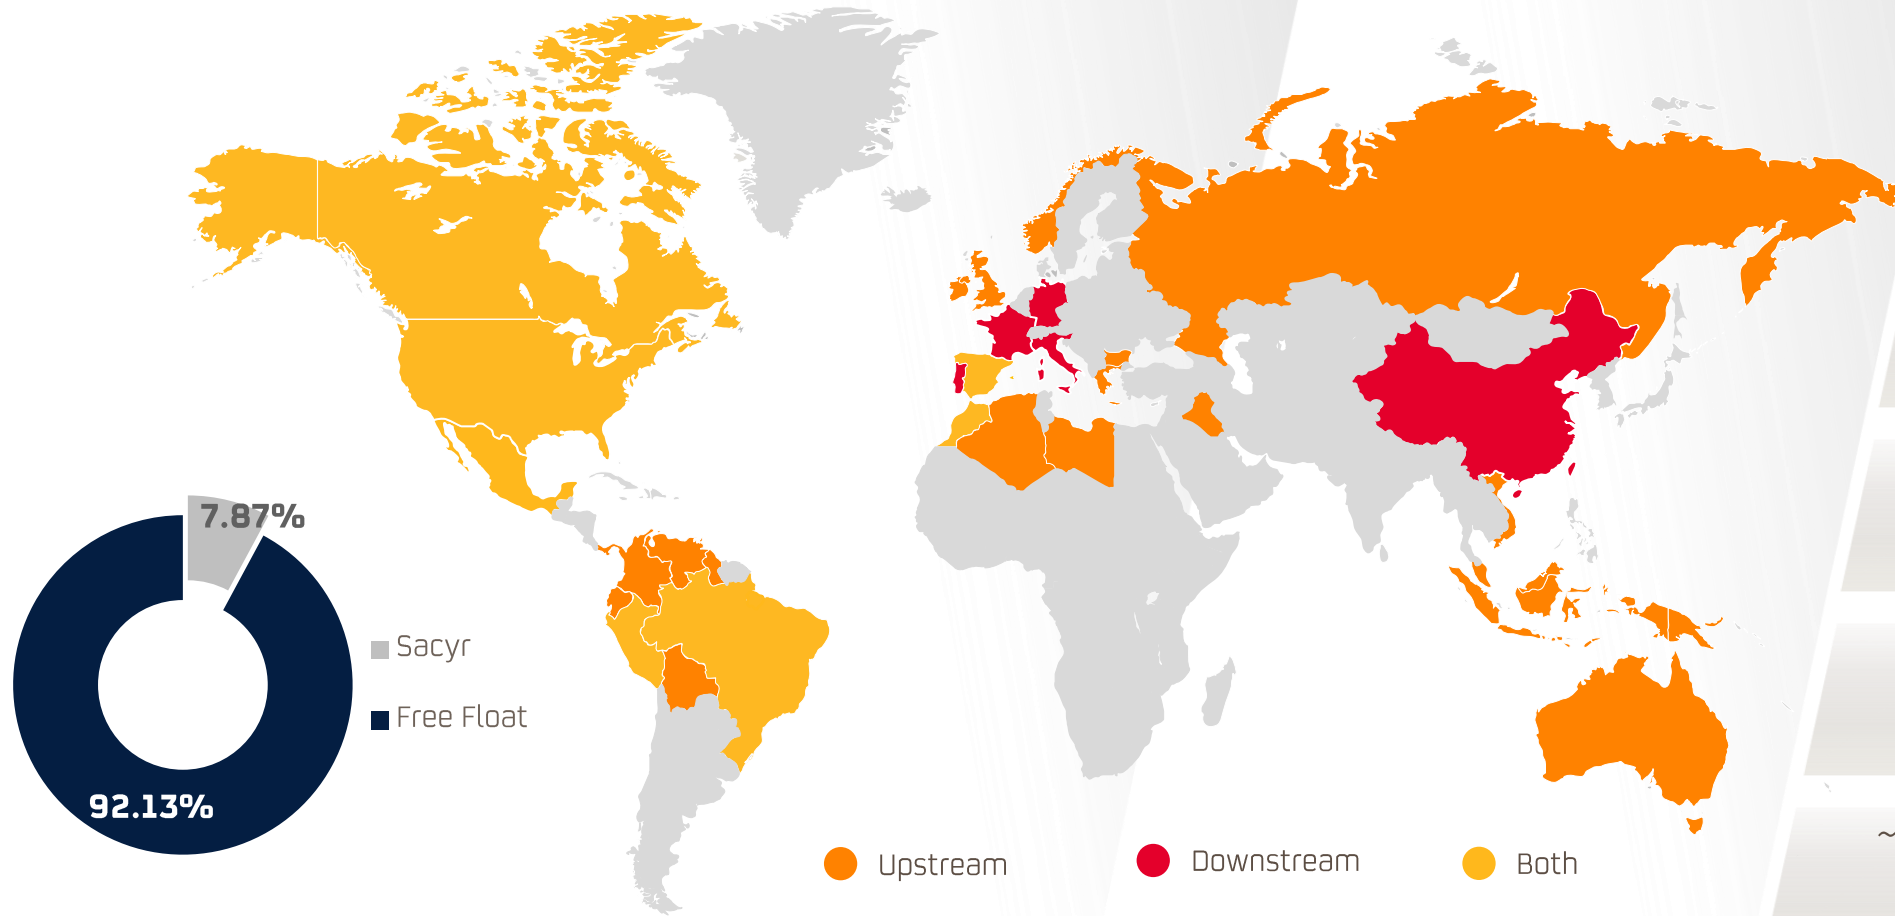 7.87%
Sacyr
Free Float
92.13%
~
Upstream
Downstream
Both